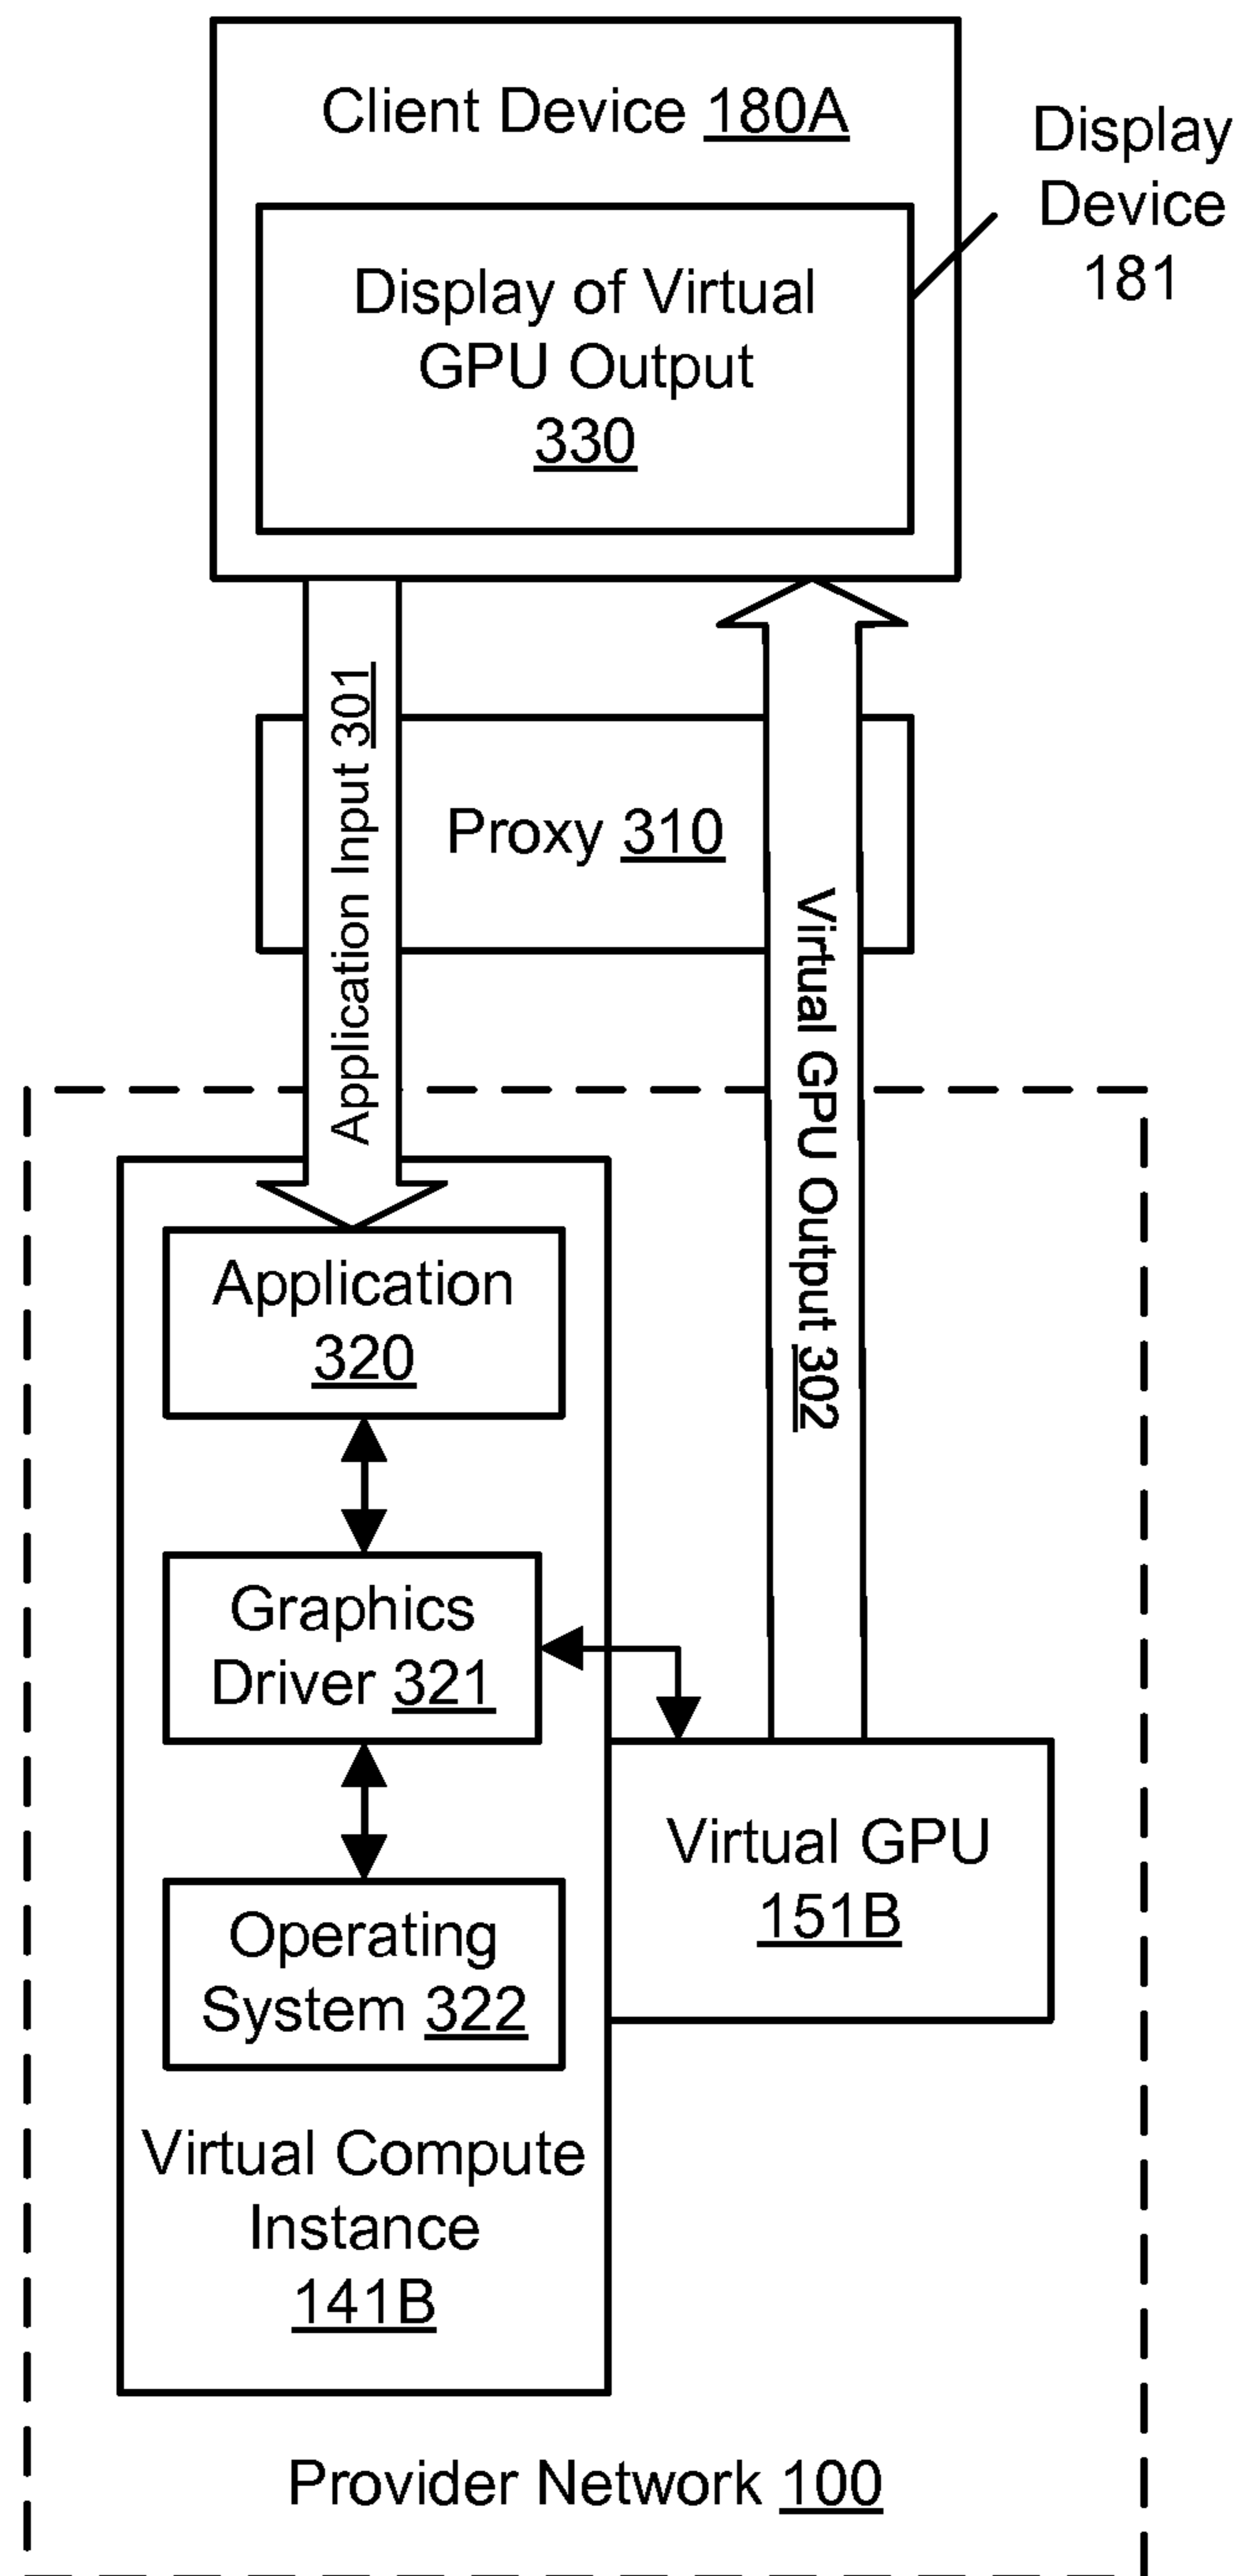 Client Device 180A
Display
Device
181
Display of Virtual
GPU Output
330
Application Input 301
Proxy 310
Virtual GPU Output 302
Application
320
Graphics
Driver 321
Virtual GPU
151B
Operating
System 322
Virtual Compute
Instance
141B
Provider Network 100